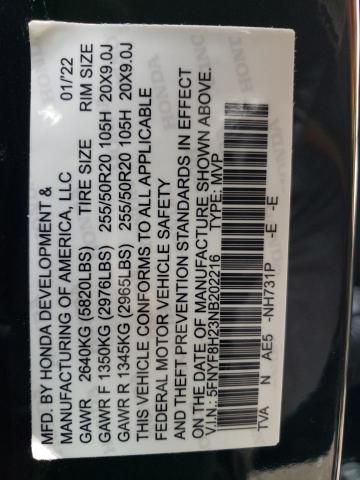 MFD. BY HONDA DEVELOPMENT &
MANUFACTURING OF AMERICA, LLC 01/'22
GAWR 2640KG (5820LBS) TIRE SIZE RIM SIZE
GAWR F 1350KG (2976LBS) 255/50R20 105H 20X9.0J
GAWR R 1345KG (2965LBS) 255/50R20 105H 20X9.0J
THIS VEHICLE CONFORMS TO ALL APPLICABLE
FEDERAL MOTOR VEHICLE SAFETY
AND THEFT PREVENTION STANDARDS IN EFFECT
ON THE DATE OF MANUFACTURE SHOWN ABOVE.
V.I.N.: 5FNYF8H23NB202216 TYPE: MVP
TVA N AE5 -NH731P -E -E